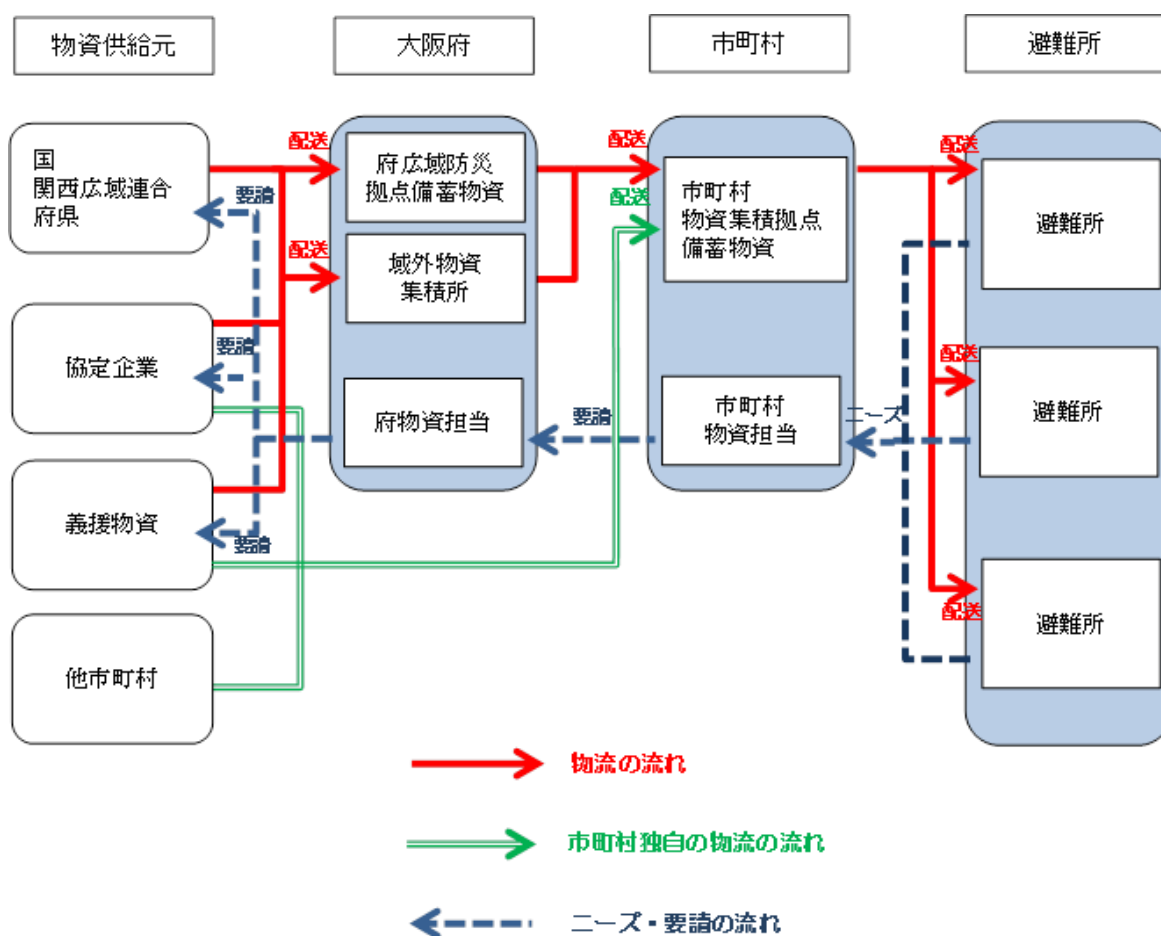 物資供給元
大阪府
市町村
避難所
国
関西広域連合
府県
協定企業
義援物資
他市町村
配送
配送
要請
要請
要請
府広域防災
拠点備蓄物資
域外物資
集積所
府物資担当
配送
配送
要請
市町村
物資集積拠点
備蓄物資
市町村
物資担当
ニーズ
配送
配送
配送
避難所
避難所
避難所
物流の流れ
市町村独自の物流の流れ
ニーズ・要請の流れ